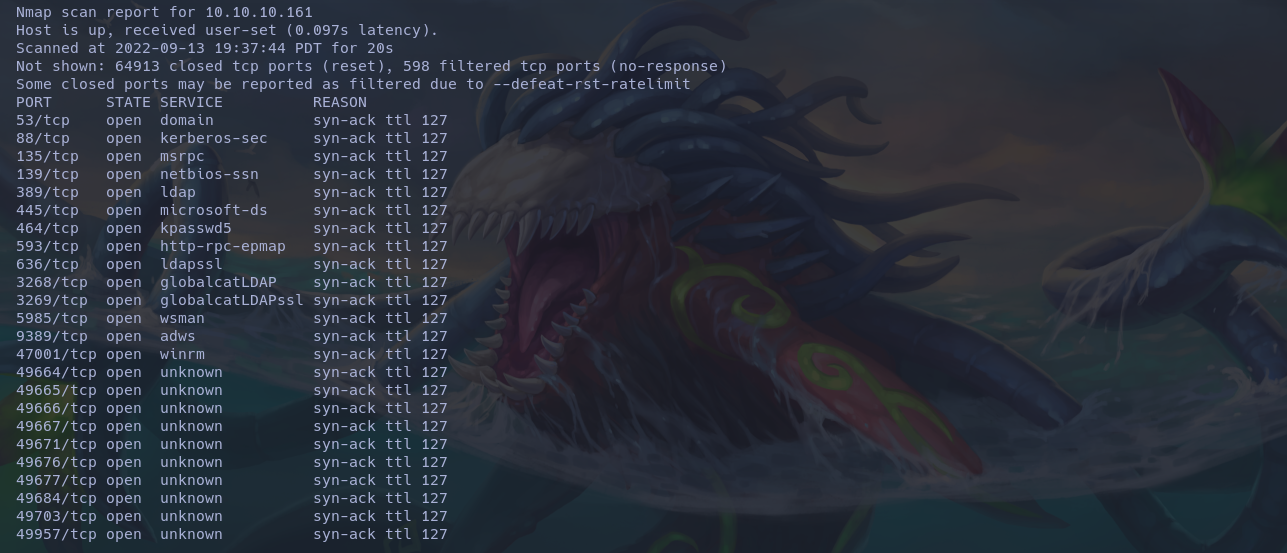 Nmap scan report for 10.10.10.161
Host is up, received user-set (0.097s latency).
Scanned at 2022-09-13 19:37:44 PDT for 20s
Not shown: 64913 closed tcp ports (reset), 598 filtered tcp ports (no-response)
Some closed ports may be reported as filtered due to --defeat-rst-ratelimit
PORT      STATE SERVICE          REASON
53/tcp    open  domain           syn-ack ttl 127
88/tcp    open  kerberos-sec     syn-ack ttl 127
135/tcp   open  msrpc            syn-ack ttl 127
139/tcp   open  netbios-ssn      syn-ack ttl 127
389/tcp   open  ldap             syn-ack ttl 127
445/tcp   open  microsoft-ds     syn-ack ttl 127
464/tcp   open  kpasswd5         syn-ack ttl 127
593/tcp   open  http-rpc-epmap   syn-ack ttl 127
636/tcp   open  ldapssl          syn-ack ttl 127
3268/tcp  open  globalcatLDAP    syn-ack ttl 127
3269/tcp  open  globalcatLDAPssl syn-ack ttl 127
5985/tcp  open  wsman            syn-ack ttl 127
9389/tcp  open  adws             syn-ack ttl 127
47001/tcp open  winrm            syn-ack ttl 127
49664/tcp open  unknown          syn-ack ttl 127
49665/tcp open  unknown          syn-ack ttl 127
49666/tcp open  unknown          syn-ack ttl 127
49667/tcp open  unknown          syn-ack ttl 127
49671/tcp open  unknown          syn-ack ttl 127
49676/tcp open  unknown          syn-ack ttl 127
49677/tcp open  unknown          syn-ack ttl 127
49684/tcp open  unknown          syn-ack ttl 127
49703/tcp open  unknown          syn-ack ttl 127
49957/tcp open  unknown          syn-ack ttl 127